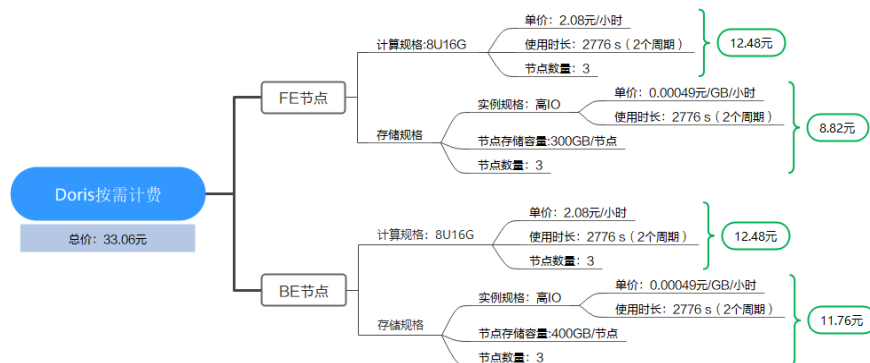 Doris按需计费
总价：33.06元
FE节点
计算规格:8U16G
单价：2.08元/小时
使用时长：2776 s（2个周期）
节点数量：3
12.48元
存储规格
实例规格：高IO
单价：0.00049元/GB/小时
使用时长：2776 s（2个周期）
节点存储容量:300GB/节点
节点数量：3
8.82元
BE节点
计算规格：8U16G
单价：2.08元/小时
使用时长：2776 s（2个周期）
节点数量：3
12.48元
存储规格
实例规格：高IO
单价：0.00049元/GB/小时
使用时长：2776 s（2个周期）
节点存储容量:400GB/节点
节点数量：3
11.76元